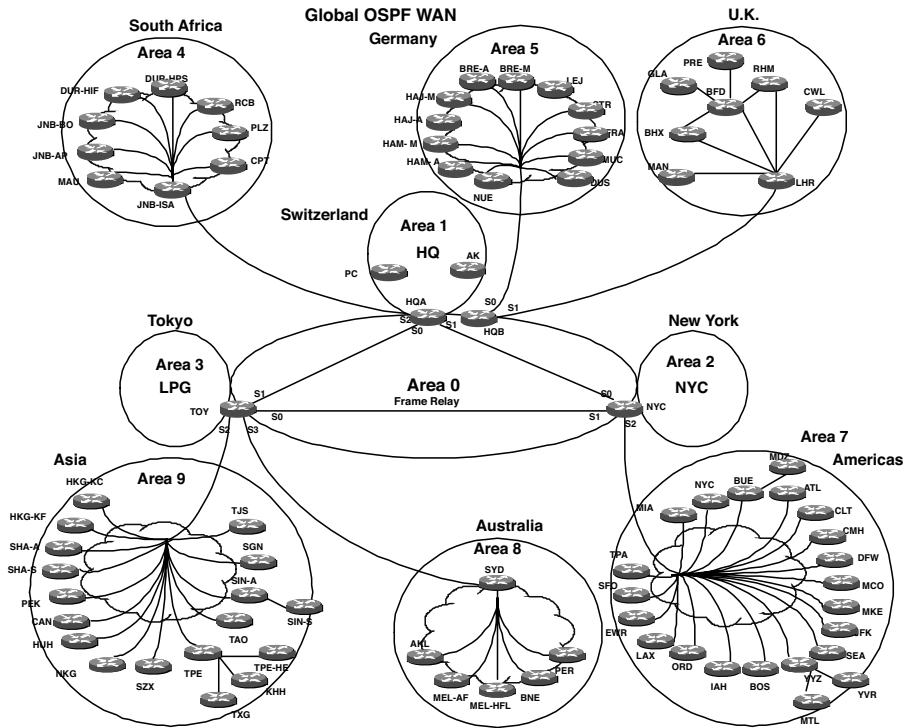 South Africa
Global OSPF WAN
Germany
U.K.
Area 4
Area 5
Area 6
DUR-HIF
DUR-HPS
RCB
JNB-BO
PLZ
JNB-AP
CPT
MAU
JNB-ISA
BRE-A
BRE-M
LEJ
HAJ-M
STR
HAJ-A
FRA
HAM- M
MUC
HAM- A
NUE
DUS
GLA
PRE
RHM
CWL
BFD
BHX
MAN
LHR
Switzerland
Area 1
HQ
PC
AK
HQA
S2
S0
S1
S0
S1
HQB
Tokyo
Area 3
LPG
TOY
S1
S0
S2
S3
Area 0
Frame Relay
New York
Area 2
NYC
S0
S1
S2
NYC
Asia
Area 9
HKG-KC
HKG-KF
TJS
SHA-A
SGN
SHA-S
SIN-A
PEK
SIN-S
CAN
TAO
HUH
NKG
SZX
TPE
TPE-HE
KHH
TXG
Australia
Area 8
SYD
AKL
PER
MEL-AF
MEL-HFL
BNE
Area 7
Americas
MDZ
NYC
BUE
ATL
MIA
CLT
CMH
TPA
DFW
SFO
MCO
MKE
EWR
JFK
LAX
ORD
SEA
IAH
BOS
YYZ
YVR
MTL